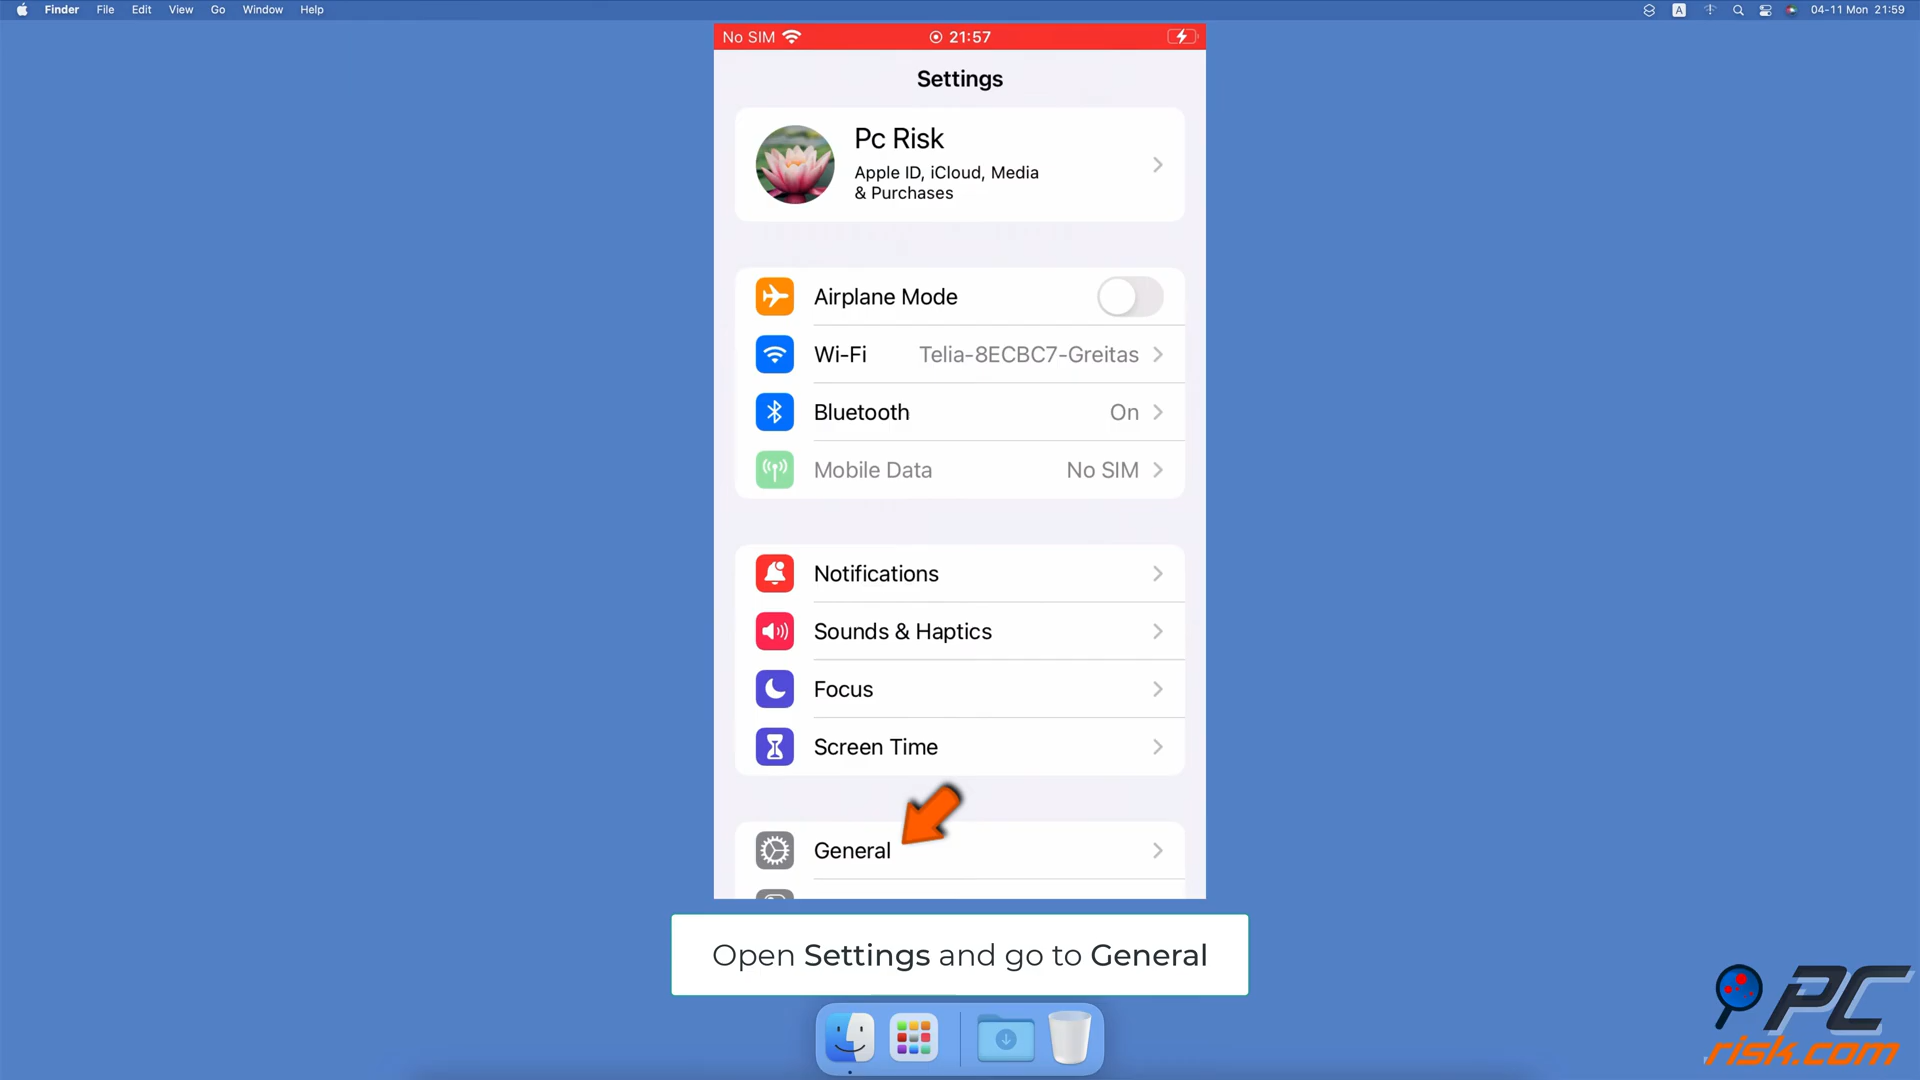 Finder File Edit View Go Window Help
A 04-11 Mon 21:59
No SIM 21:57
Settings
Pc Risk
Apple ID, iCloud, Media
& Purchases
Airplane Mode
Wi-Fi Telia-8ECBC7-Greitas
Bluetooth On
Mobile Data No SIM
Notifications
Sounds & Haptics
Focus
Screen Time
General
Open Settings and go to General
PC
risk.com